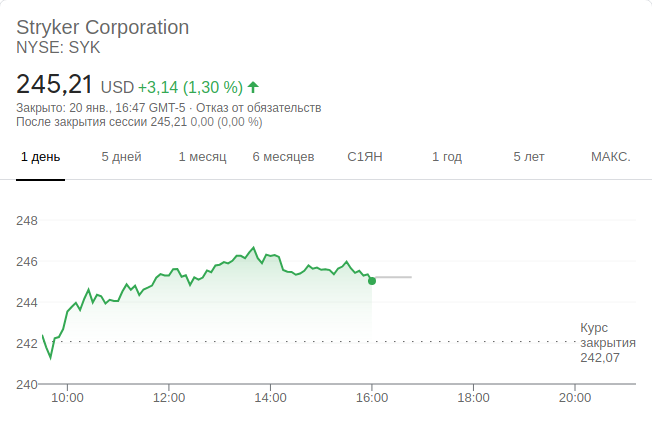 Stryker Corporation
NYSE: SYK
245,21 USD +3,14 (1,30 %)
Закрыто: 20 янв., 16:47 GMT-5 · Отказ от обязательств
После закрытия сессии 245,21 0,00 (0,00 %)
1 день 5 дней 1 месяц 6 месяцев С1ЯН 1 год 5 лет МАКС.
248
246
244
242
240
Курс
закрытия
242,07
10:00 12:00 14:00 16:00 18:00 20:00